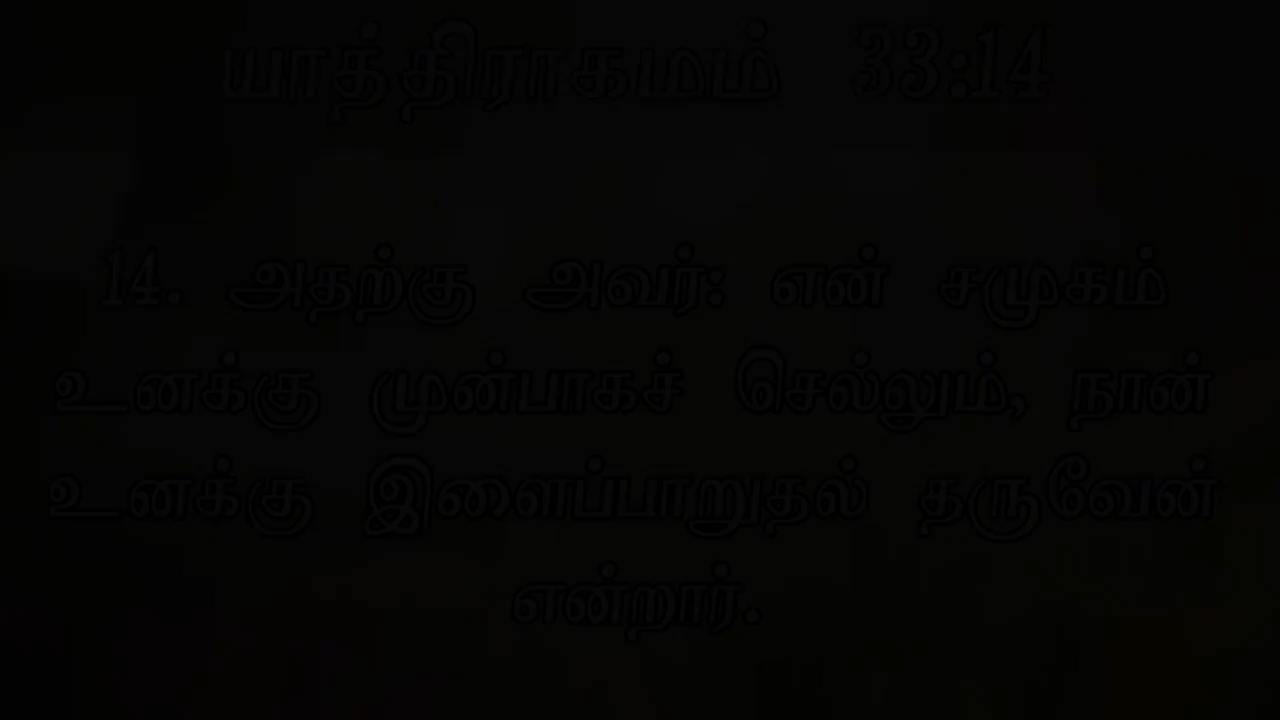 யாத்திராகமம் 33:14
14. அதற்கு அவர்: என் சமுகம்
உனக்கு முன்பாகச் செல்லும், நான்
உனக்கு இளைப்பாறுதல் தருவேன்
என்றார்.